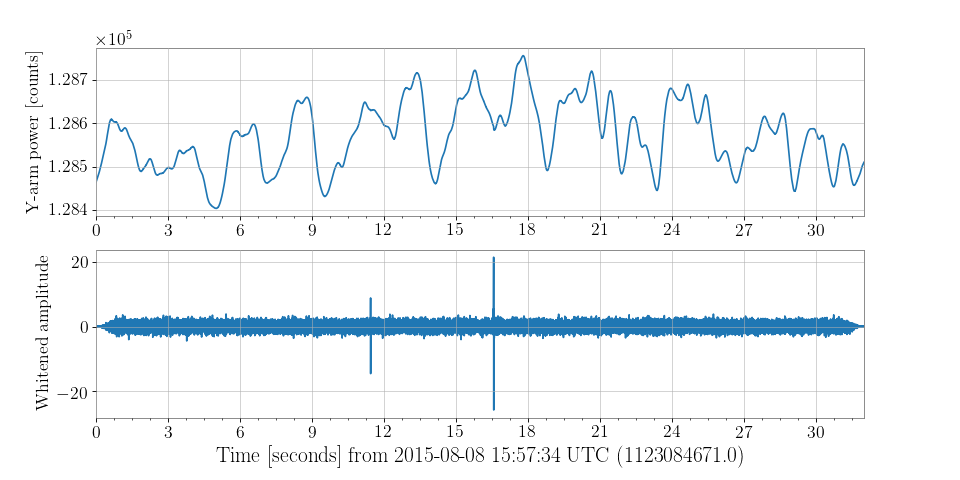 ×10⁵
Y-arm power [counts]
1.287
1.286
1.285
1.284
0 3 6 9 12 15 18 21 24 27 30
Whitened amplitude
20
0
−20
0 3 6 9 12 15 18 21 24 27 30
Time [seconds] from 2015-08-08 15:57:34 UTC (1123084671.0)